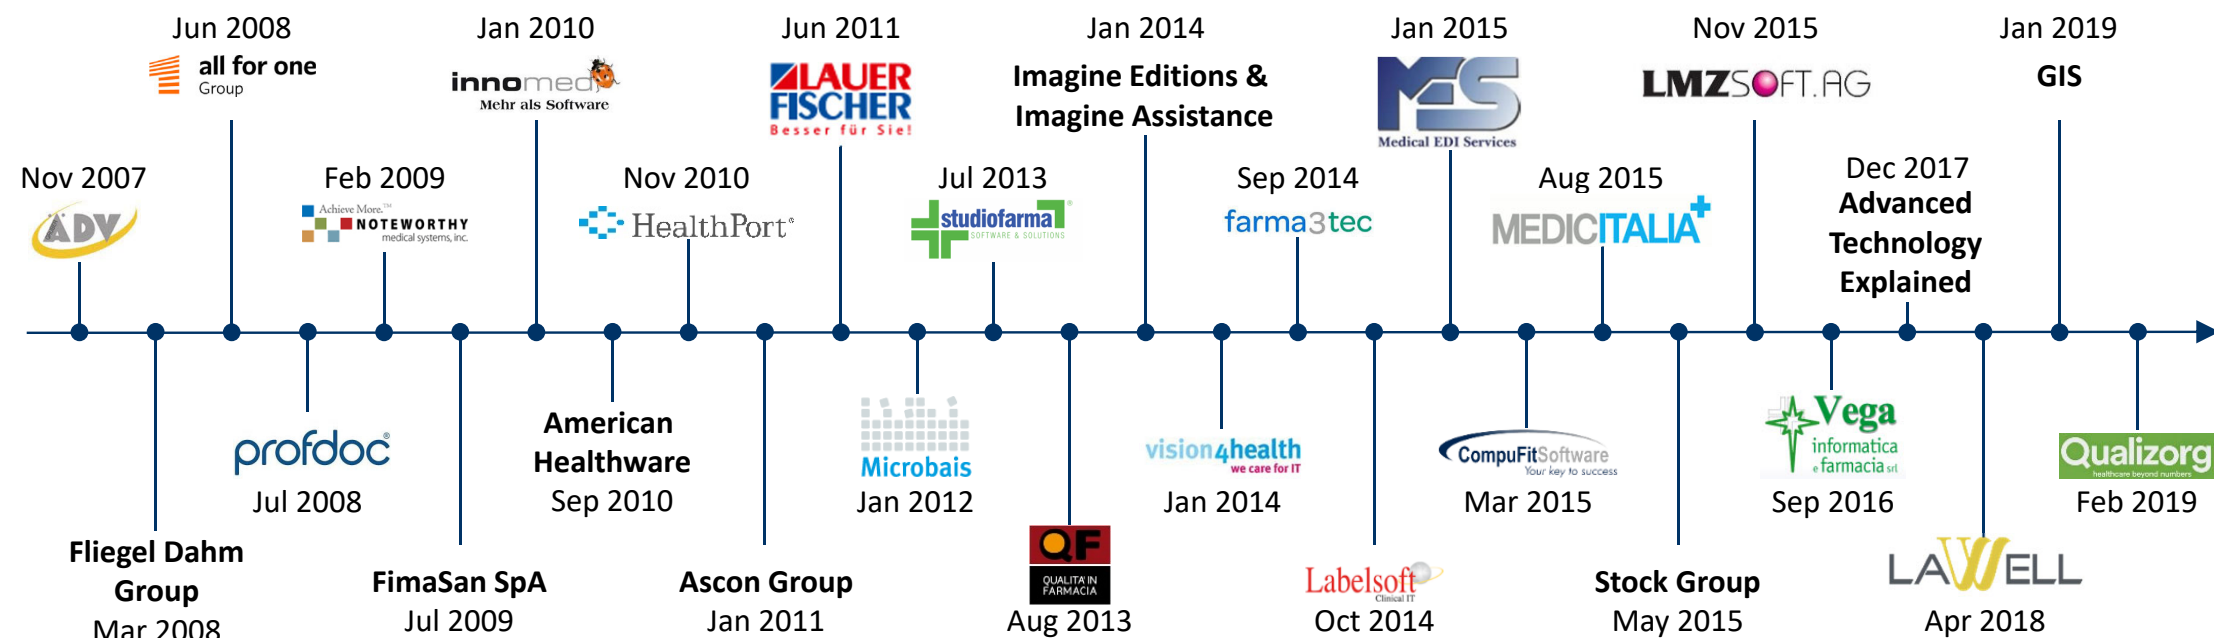 Jun 2008
all for one
Group
Jan 2010
innomed
Mehr als Software
Jun 2011
LAUER
FISCHER
Besser für Sie!
Jan 2014
Imagine Editions &
Imagine Assistance
Jan 2015
MES
Medical EDI Services
Nov 2015
LMZSOFT.AG
Jan 2019
GIS
Nov 2007
ADV
Feb 2009
Achieve More.™
NOTEWORTHY
medical systems, inc.
Nov 2010
HealthPort®
Jul 2013
studiofarma®
SOFTWARE & SOLUTIONS
Sep 2014
farma3tec
Aug 2015
MEDICITALIA+
Dec 2017
Advanced
Technology
Explained
Fliegel Dahm
Group
Mar 2008
profdoc®
Jul 2008
FimaSan SpA
Jul 2009
American
Healthware
Sep 2010
Ascon Group
Jan 2011
Microbais
Jan 2012
QF
QUALITA' IN
FARMACIA
Aug 2013
vision4health
we care for IT
Jan 2014
Labelsoft
Clinical IT
Oct 2014
CompuFitSoftware
Your key to success
Mar 2015
Stock Group
May 2015
Vega
informatica
e farmacia srl
Sep 2016
LAWELL
Apr 2018
Qualizorg
healthcare beyond numbers
Feb 2019